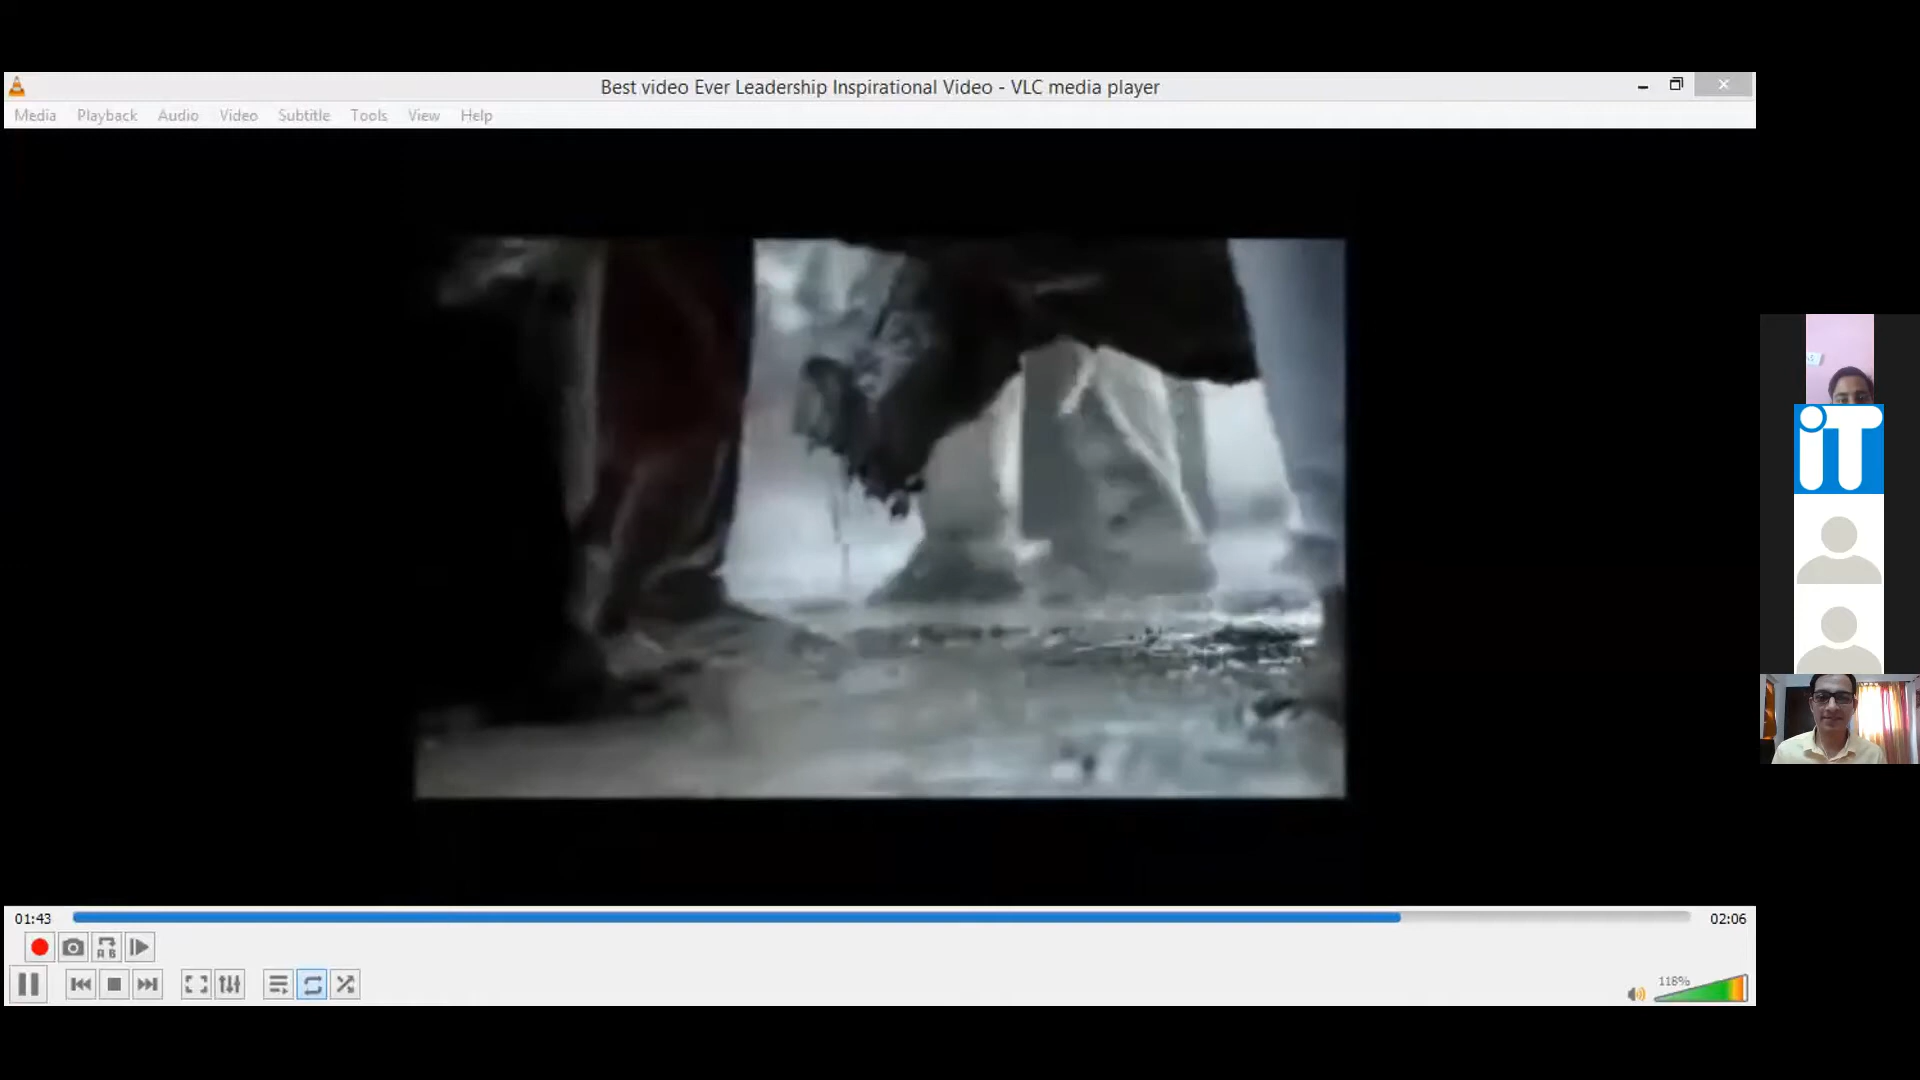 Best video Ever Leadership Inspirational Video - VLC media player
Media Playback Audio Video Subtitle Tools View Help
iT
01:43
02:06
A B
118%